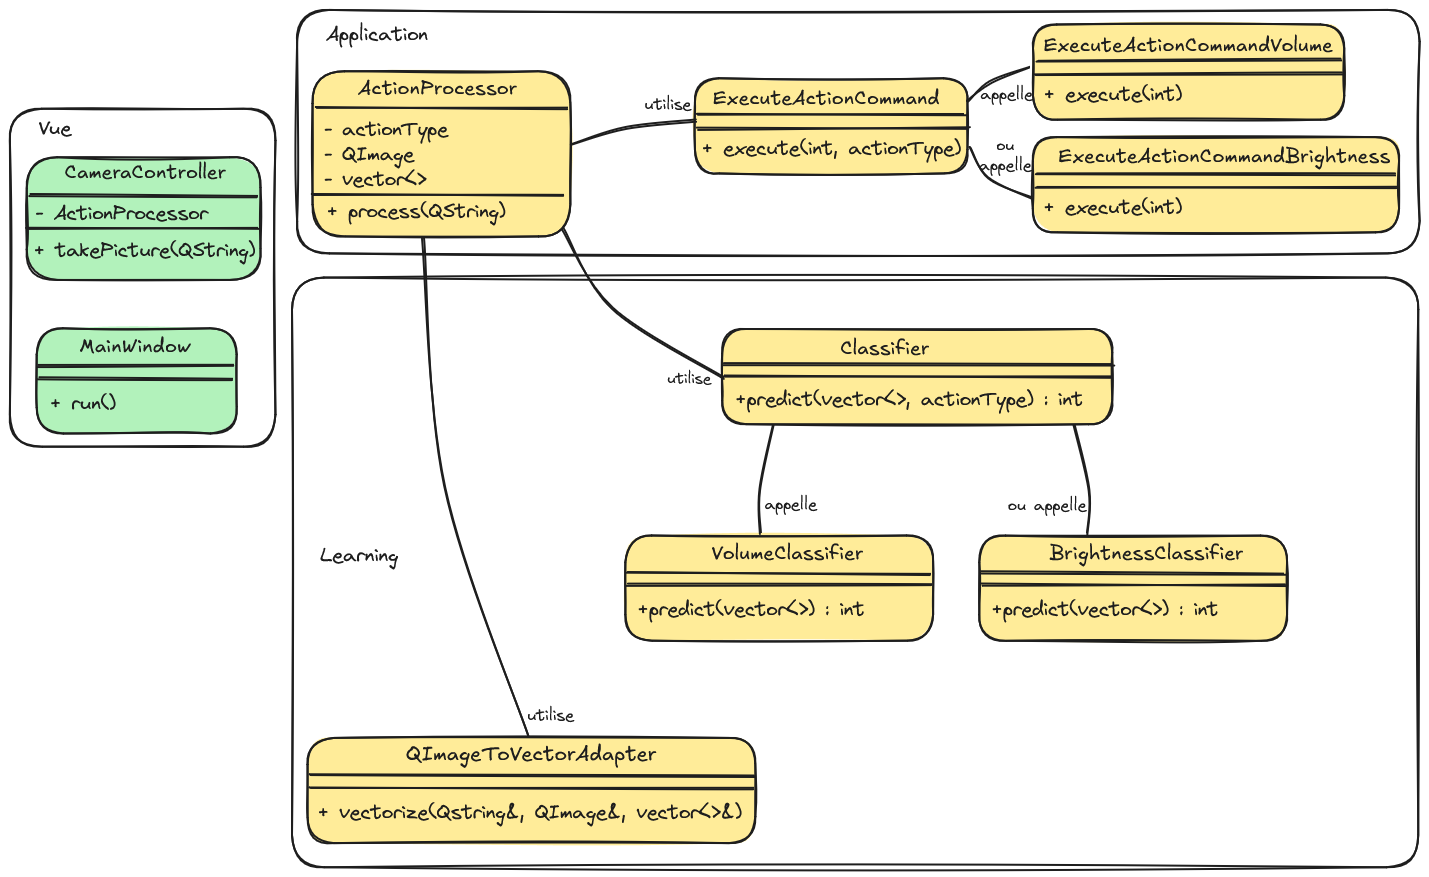 Vue
CameraController
- ActionProcessor
+ takePicture(QString)
MainWindow
+ run()
Application
ActionProcessor
- actionType
- QImage
- vector<>
+ process(QString)
utilise
ExecuteActionCommand
+ execute(int, actionType)
appelle
ExecuteActionCommandVolume
+ execute(int)
ou
appelle
ExecuteActionCommandBrightness
+ execute(int)
Learning
utilise
Classifier
+predict(vector<>, actionType) : int
appelle
VolumeClassifier
+predict(vector<>) : int
ou appelle
BrightnessClassifier
+predict(vector<>) : int
utilise
QImageToVectorAdapter
+ vectorize(Qstring&, QImage&, vector<>&)